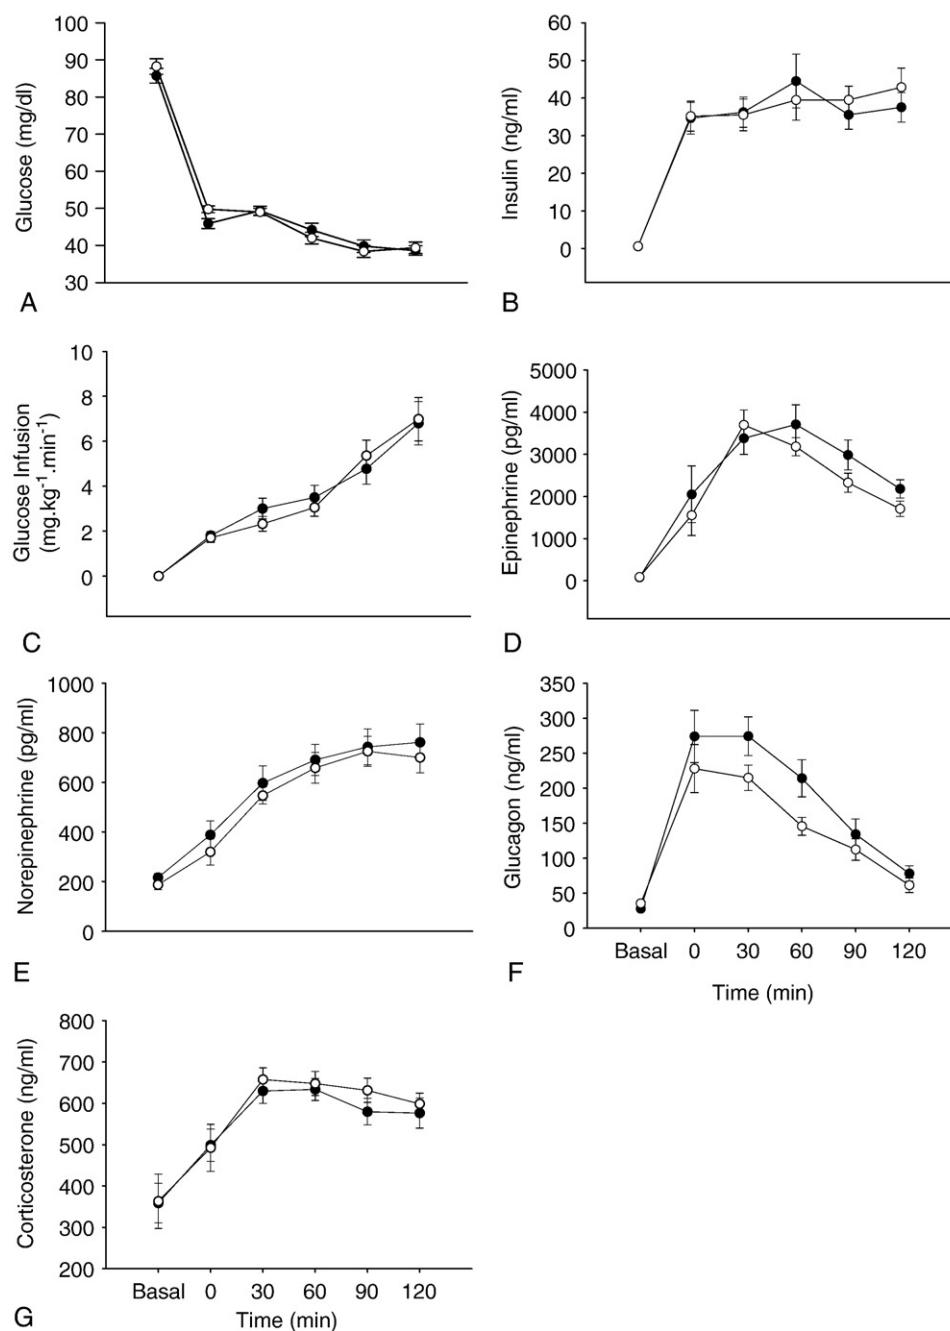 100
90
80
70
60
50
40
30
Glucose (mg/dl)
A
60
50
40
30
20
10
0
Insulin (ng/ml)
B
10
8
6
4
2
0
Glucose Infusion
(mg.kg-1.min-1)
C
5000
4000
3000
2000
1000
0
Epinephrine (pg/ml)
D
1000
800
600
400
200
0
Norepinephrine (pg/ml)
E
350
300
250
200
150
100
50
0
Glucagon (ng/ml)
Basal 0 30 60 90 120
Time (min)
F
800
700
600
500
400
300
200
Corticosterone (ng/ml)
Basal 0 30 60 90 120
Time (min)
G